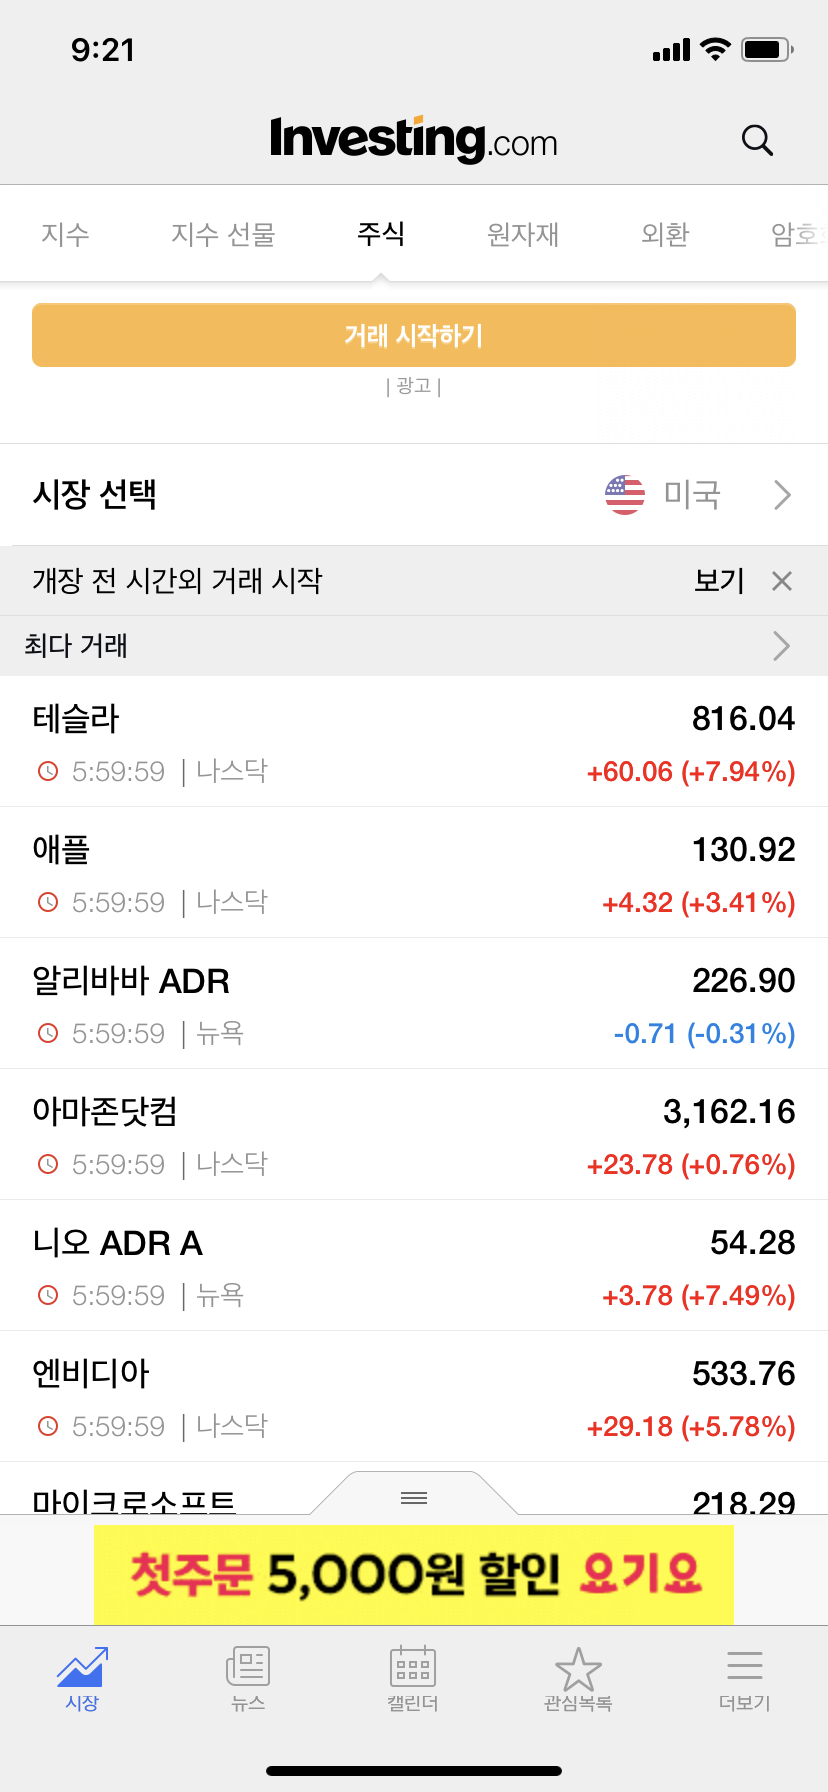 9:21
Investing.com
지수 지수 선물 주식 원자재 외환 암호
거래 시작하기
| 광고 |
시장 선택 미국
개장 전 시간외 거래 시작 보기
최다 거래
테슬라 816.04
5:59:59 | 나스닥 +60.06 (+7.94%)
애플 130.92
5:59:59 | 나스닥 +4.32 (+3.41%)
알리바바 ADR 226.90
5:59:59 | 뉴욕 -0.71 (-0.31%)
아마존닷컴 3,162.16
5:59:59 | 나스닥 +23.78 (+0.76%)
니오 ADR A 54.28
5:59:59 | 뉴욕 +3.78 (+7.49%)
엔비디아 533.76
5:59:59 | 나스닥 +29.18 (+5.78%)
마이크로소프트 218.29
첫주문 5,000원 할인 요기요
시장 뉴스 캘린더 관심목록 더보기